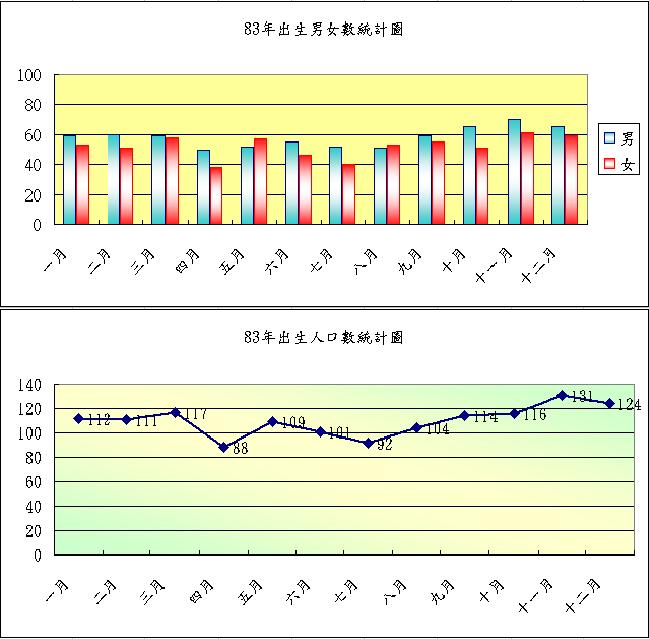 83年出生男女數統計圖
100
80
60
40
20
0
男
女
一月 二月 三月 四月 五月 六月 七月 八月 九月 十月 十一月 十二月
83年出生人口數統計圖
140
120
100
80
60
40
20
0
112 111 117 88 109 101 92 104 114 116 131 124
一月 二月 三月 四月 五月 六月 七月 八月 九月 十月 十一月 十二月